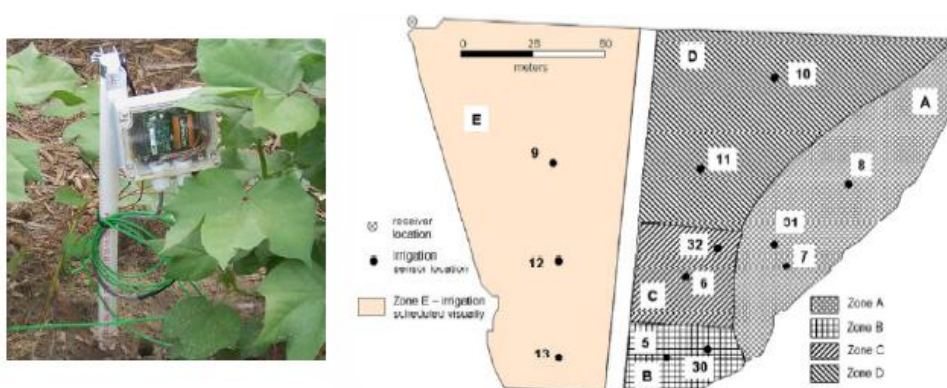 0 25 50
meters
D
10
A
E
9
11
8
receiver
location
irrigation
sensor location
32
31
7
12
6
C
Zone E – irrigation
scheduled visually
Zone A
Zone B
Zone C
Zone D
5
13
30
B